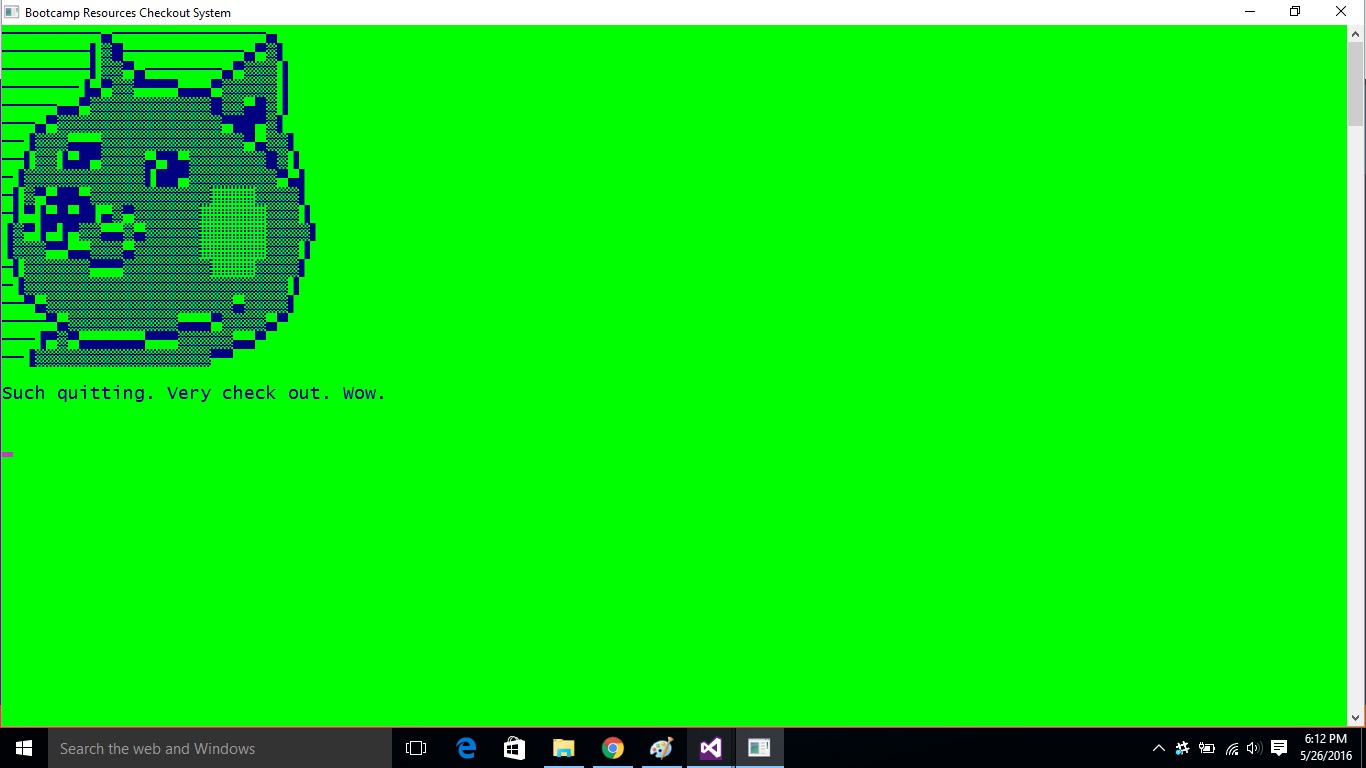 Bootcamp Resources Checkout System
Such quitting. Very check out. Wow.
Search the web and Windows
6:12 PM
5/26/2016